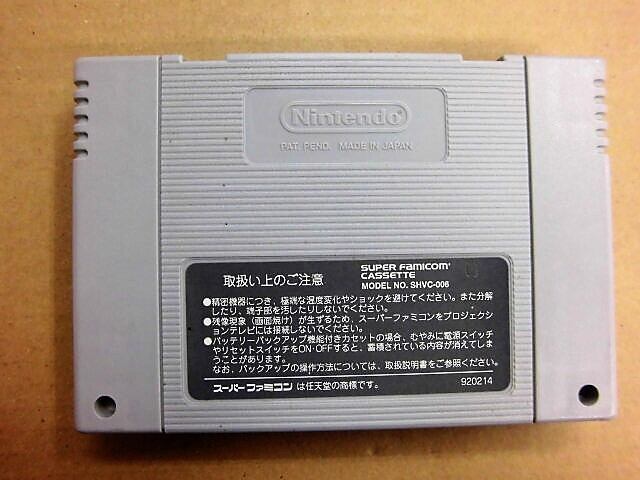 Nintendo
PAT. PEND. MADE IN JAPAN
取扱い上のご注意
SUPER FAMICOM
CASSETTE
MODEL NO. SHVC-006
●精密機器につき、極端な温度変化やショックを避けてください。また分解
したり、端子部を汚したりしないでください。
●残像現象（画面焼け）が生ずるため、スーパーファミコンをプロジェクシ
ョンテレビには接続しないでください。
●バッテリーバックアップ機能付きカセットの場合、むやみに電源スイッチ
やリセットスイッチをON・OFFすると、蓄積されている内容が消えてしま
うことがあります。
なお、バックアップの操作方法については、取扱説明書をご参照ください。
スーパーファミコン は任天堂の商標です。
920214